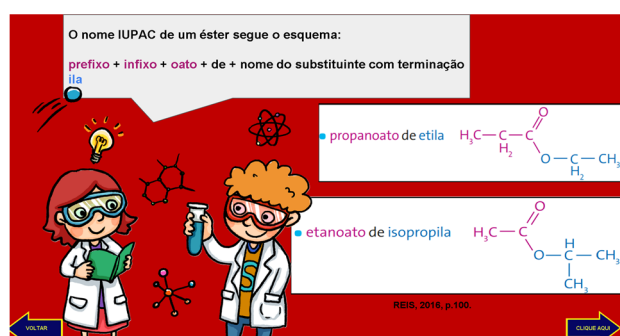 O nome IUPAC de um éster segue o esquema:
prefixo + infixo + oato + de + nome do substituinte com terminação
ila
propanoato de etila
H₃C—C—C
H₂
O
O—C—CH₃
H₂
etanoato de isopropila
H₃C—C
O
H
O—C—CH₃
CH₃
S
REIS, 2016, p.100.
VOLTAR
CLIQUE AQUI